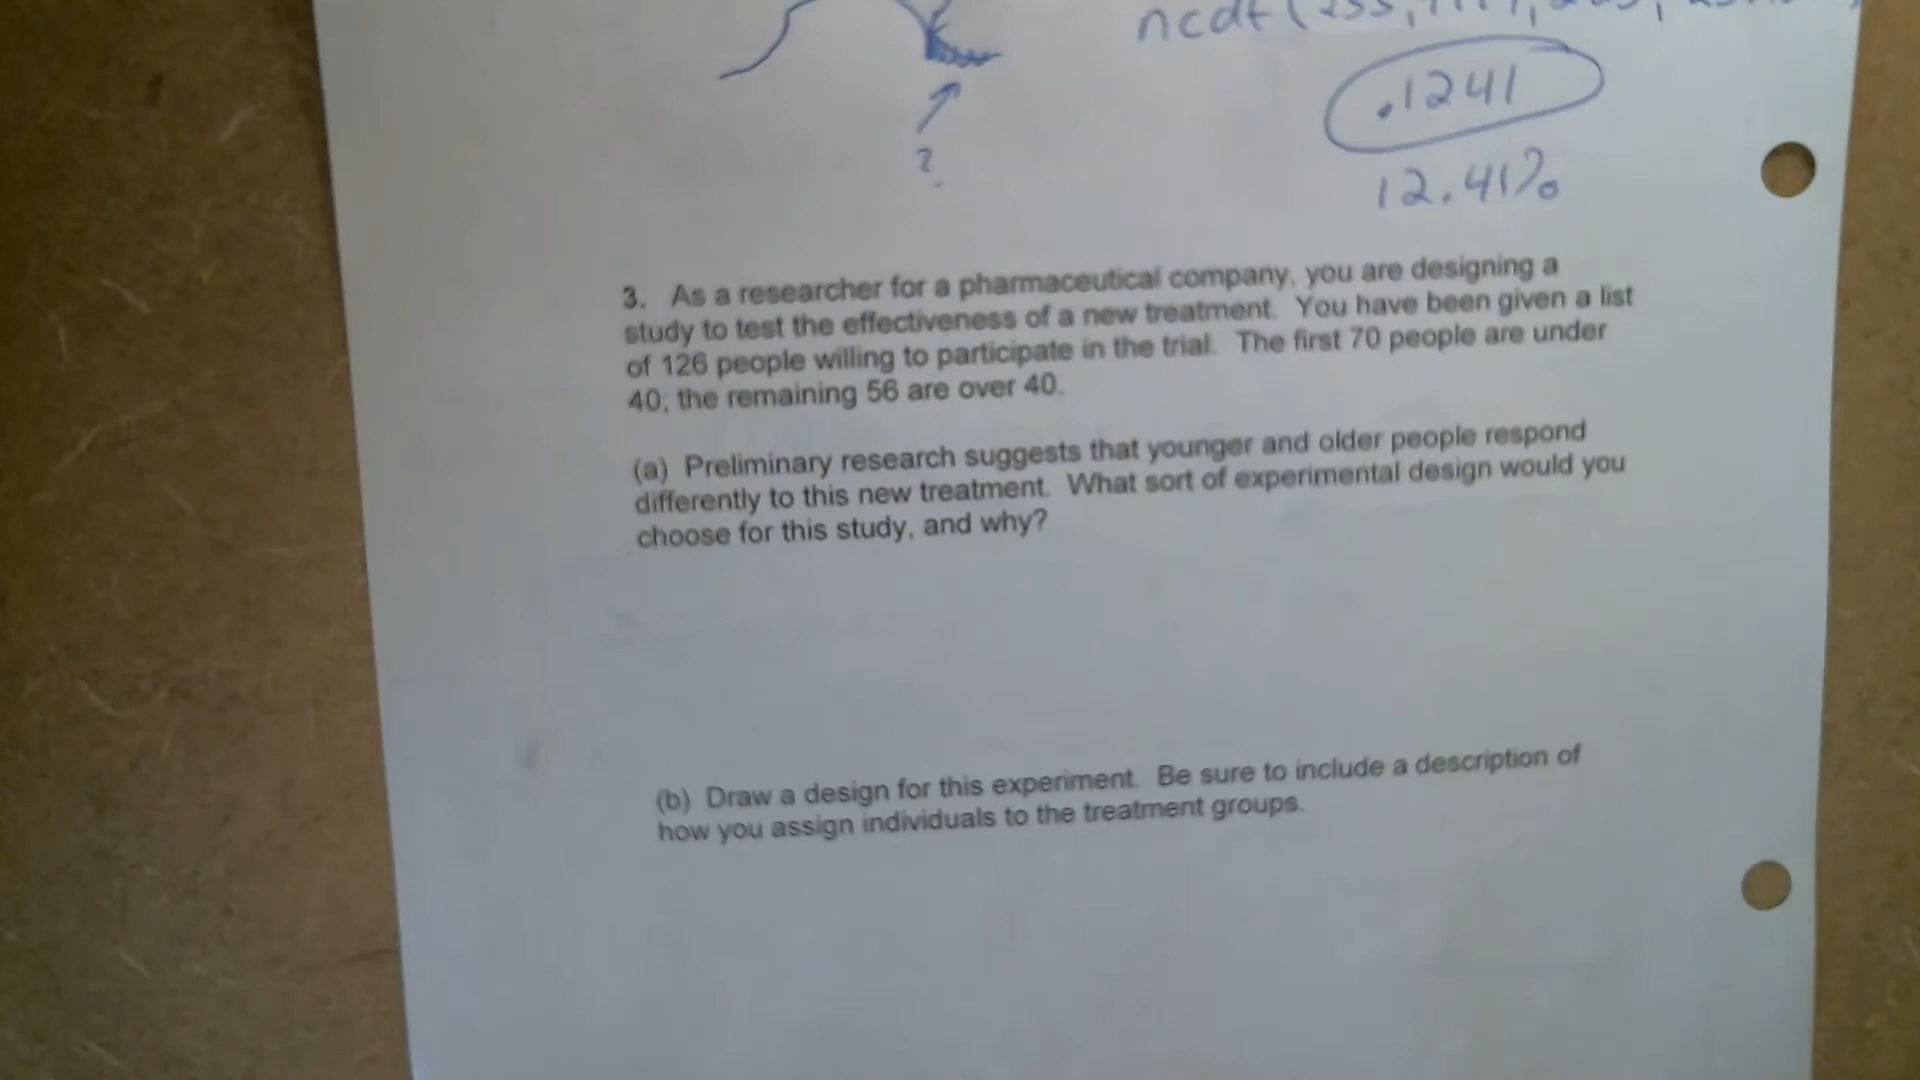 ncdf (
.1241
?
12.41%
3. As a researcher for a pharmaceutical company, you are designing a
study to test the effectiveness of a new treatment. You have been given a list
of 126 people willing to participate in the trial. The first 70 people are under
40; the remaining 56 are over 40.
(a) Preliminary research suggests that younger and older people respond
differently to this new treatment. What sort of experimental design would you
choose for this study, and why?
(b) Draw a design for this experiment. Be sure to include a description of
how you assign individuals to the treatment groups.